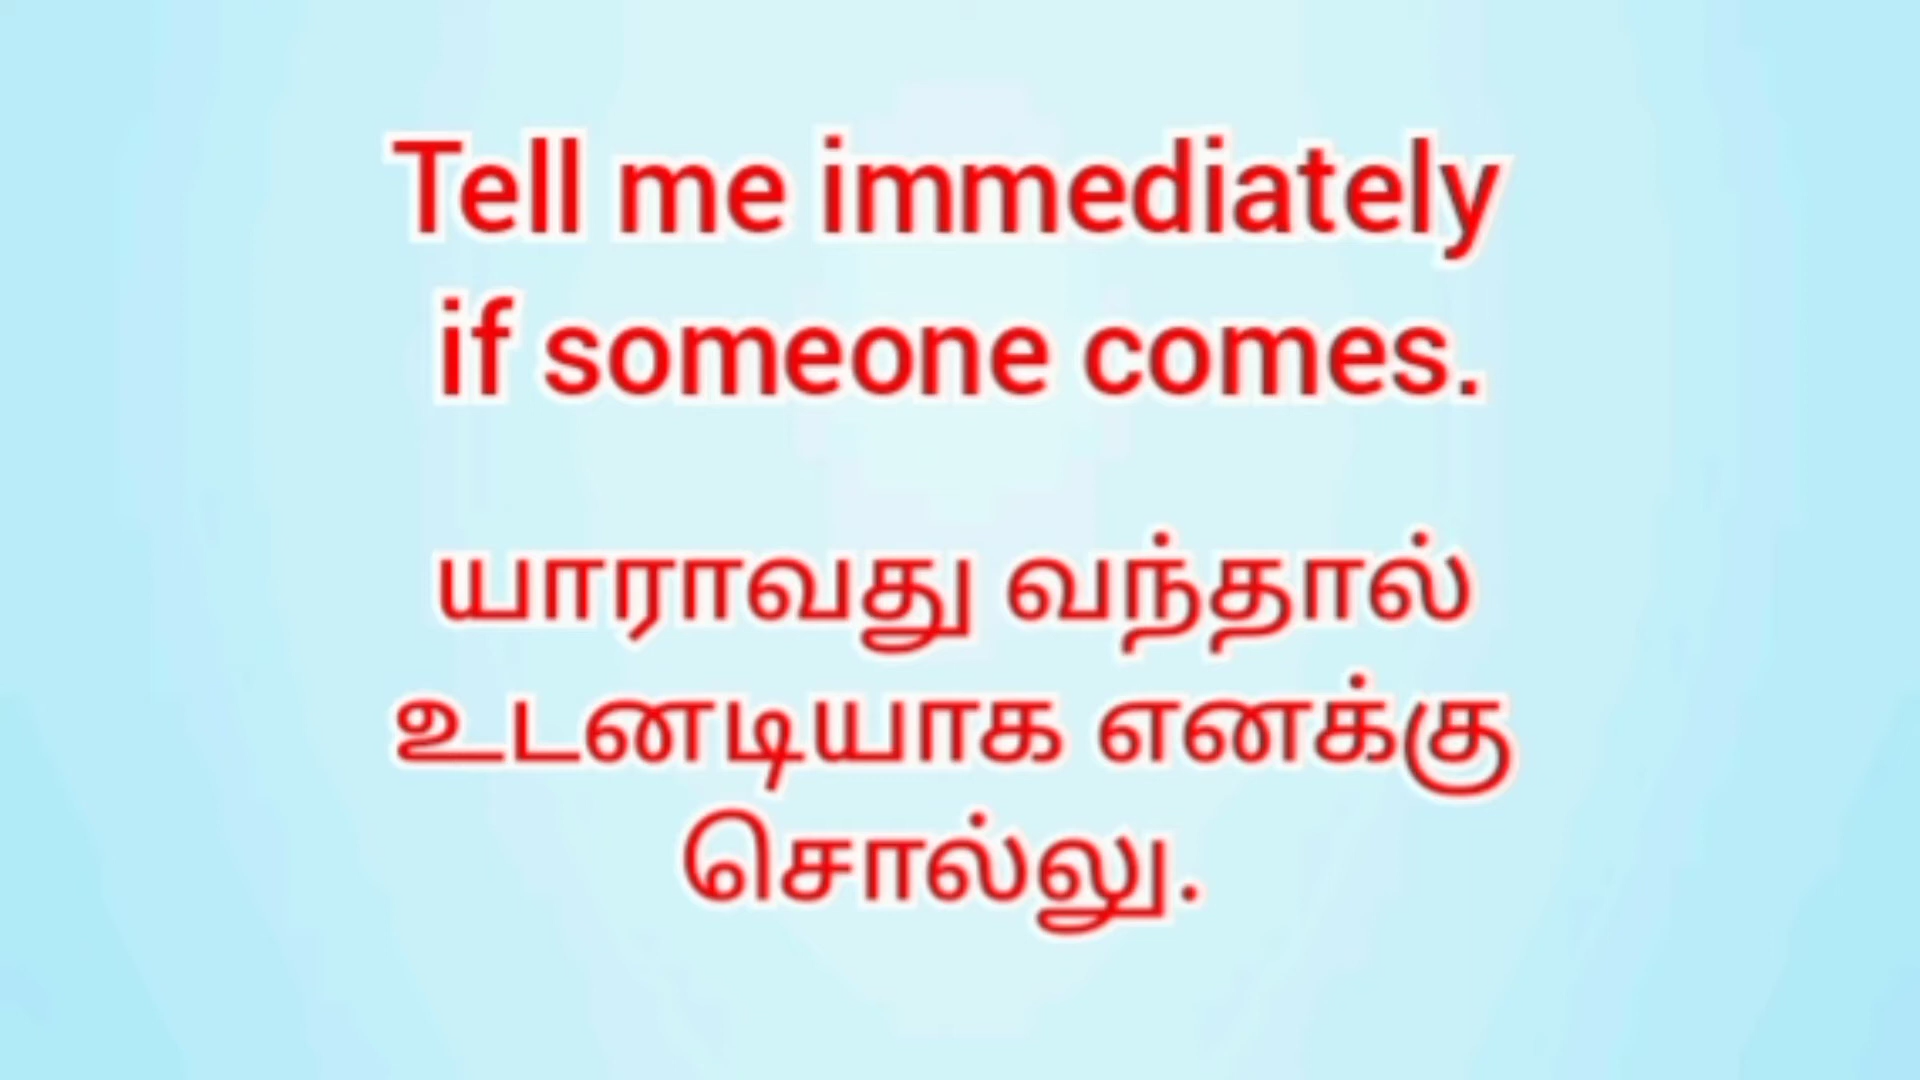 Tell me immediately
if someone comes.
யாராவது வந்தால்
உடனடியாக எனக்கு
சொல்லு.